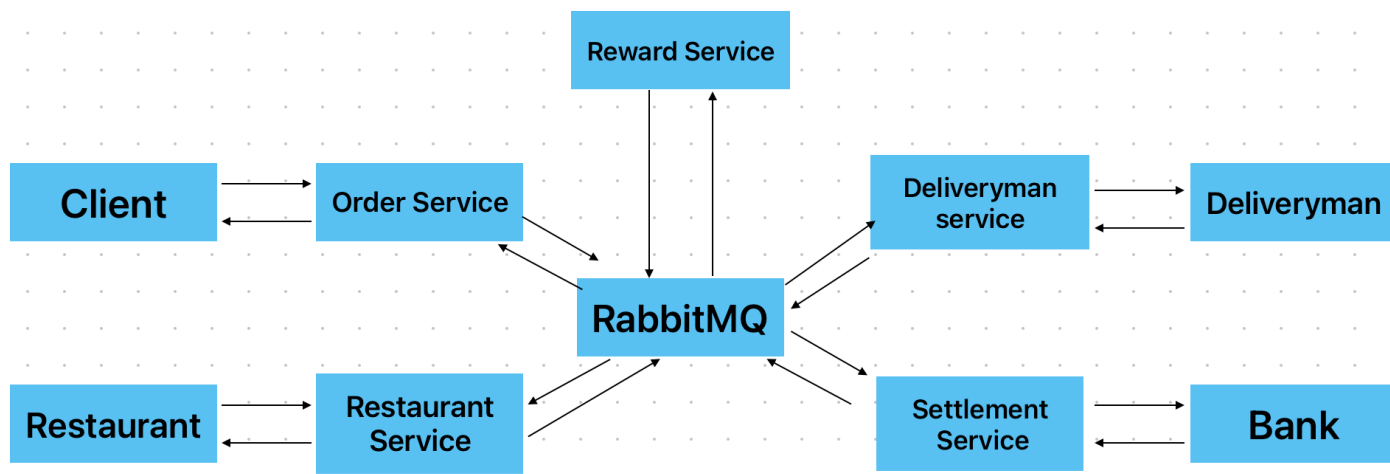 Reward Service
Client
Order Service
Deliveryman
service
Deliveryman
RabbitMQ
Restaurant
Restaurant
Service
Settlement
Service
Bank